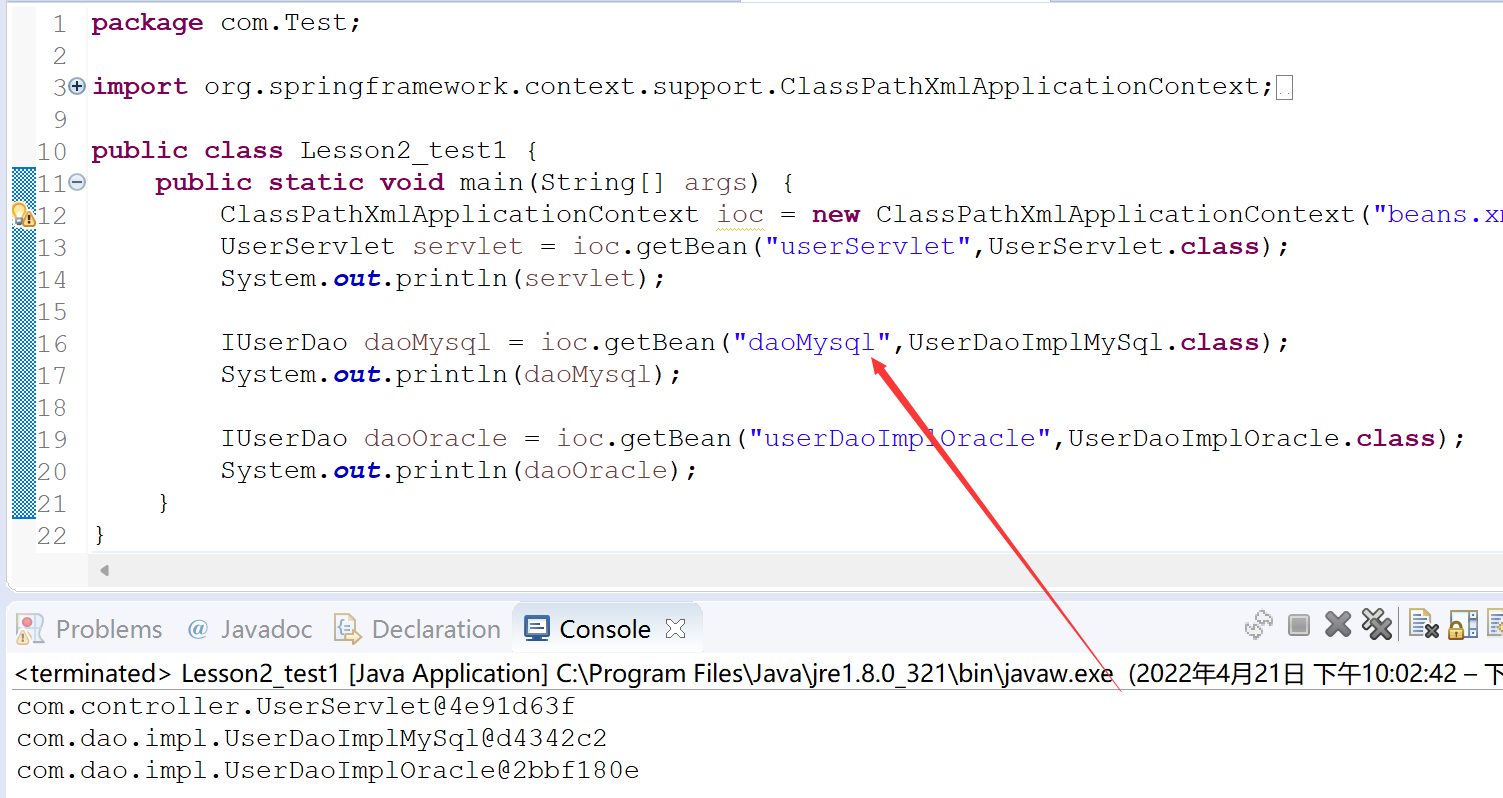 1 package com.Test;
2
3 import org.springframework.context.support.ClassPathXmlApplicationContext;
9
10 public class Lesson2_test1 {
11 public static void main(String[] args) {
12 ClassPathXmlApplicationContext ioc = new ClassPathXmlApplicationContext("beans.x
13 UserServlet servlet = ioc.getBean("userServlet",UserServlet.class);
14 System.out.println(servlet);
15
16 IUserDao daoMysql = ioc.getBean("daoMysql",UserDaoImplMySql.class);
17 System.out.println(daoMysql);
18
19 IUserDao daoOracle = ioc.getBean("userDaoImplOracle",UserDaoImplOracle.class);
20 System.out.println(daoOracle);
21 }
22 }
Problems @ Javadoc Declaration Console
<terminated> Lesson2_test1 [Java Application] C:\Program Files\Java\jre1.8.0_321\bin\javaw.exe (2022年4月21日 下午10:02:42 – 下
com.controller.UserServlet@4e91d63f
com.dao.impl.UserDaoImplMySql@d4342c2
com.dao.impl.UserDaoImplOracle@2bbf180e